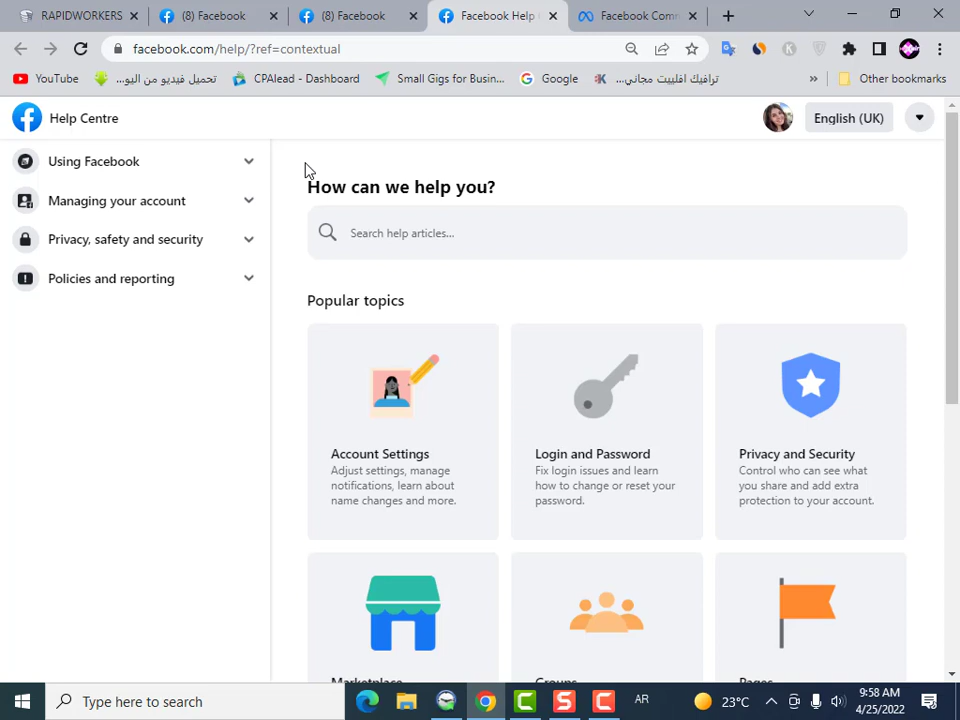 RAPIDWORKERS
(8) Facebook
(8) Facebook
Facebook Help
Facebook Com
facebook.com/help/?ref=contextual
YouTube
تحميل فيديو من اليو...
CPAlead - Dashboard
Small Gigs for Busin...
Google
ترافيك افلييت مجاني...
»
Other bookmarks
Help Centre
English (UK)
Using Facebook
Managing your account
Privacy, safety and security
Policies and reporting
How can we help you?
Search help articles...
Popular topics
Account Settings
Adjust settings, manage
notifications, learn about
name changes and more.
Login and Password
Fix login issues and learn
how to change or reset your
password.
Privacy and Security
Control who can see what
you share and add extra
protection to your account.
Marketplace
Groups
Pages
Type here to search
AR
23°C
9:58 AM
4/25/2022